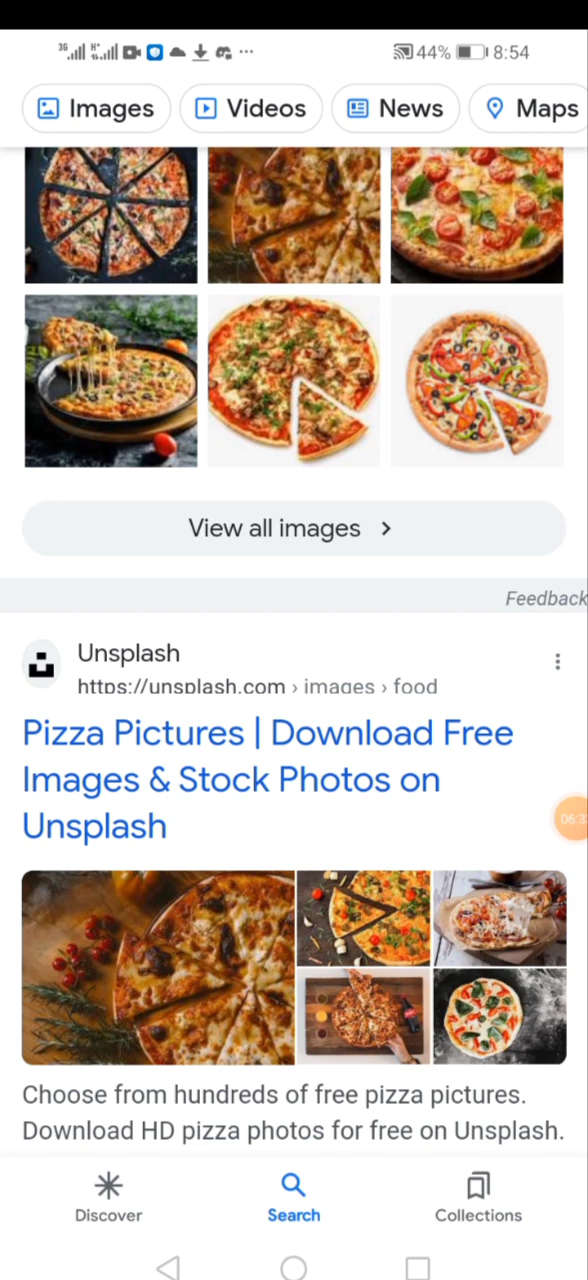 3G H+ 44% 8:54
Images Videos News Maps
View all images
Feedback
Unsplash
https://unsplash.com › images › food
Pizza Pictures | Download Free
Images & Stock Photos on
Unsplash
Choose from hundreds of free pizza pictures.
Download HD pizza photos for free on Unsplash.
Discover Search Collections